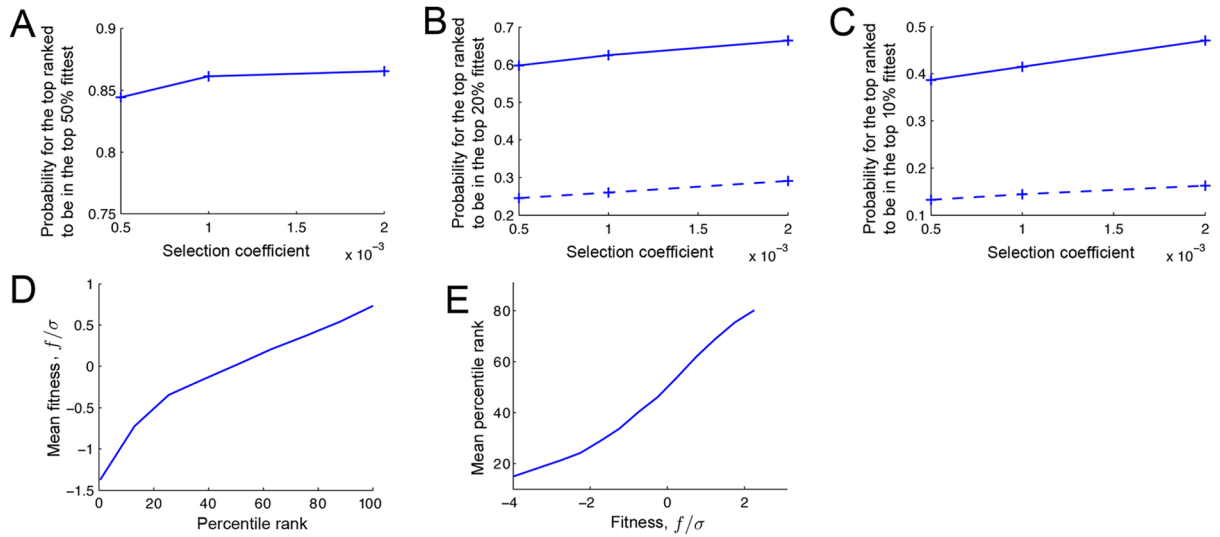 A
Probability for the top ranked
to be in the top 50% fittest
0.9
0.85
0.8
0.75
0.5
1
1.5
2
x 10⁻³
Selection coefficient
B
Probability for the top ranked
to be in the top 20% fittest
0.7
0.6
0.5
0.4
0.3
0.2
0.5
1
1.5
2
x 10⁻³
Selection coefficient
C
Probability for the top ranked
to be in the top 10% fittest
0.5
0.4
0.3
0.2
0.1
0.5
1
1.5
2
x 10⁻³
Selection coefficient
D
Mean fitness, f/σ
1
0.5
0
−0.5
−1
−1.5
0
20
40
60
80
100
Percentile rank
E
Mean percentile rank
80
60
40
20
−4
−2
0
2
Fitness, f/σ